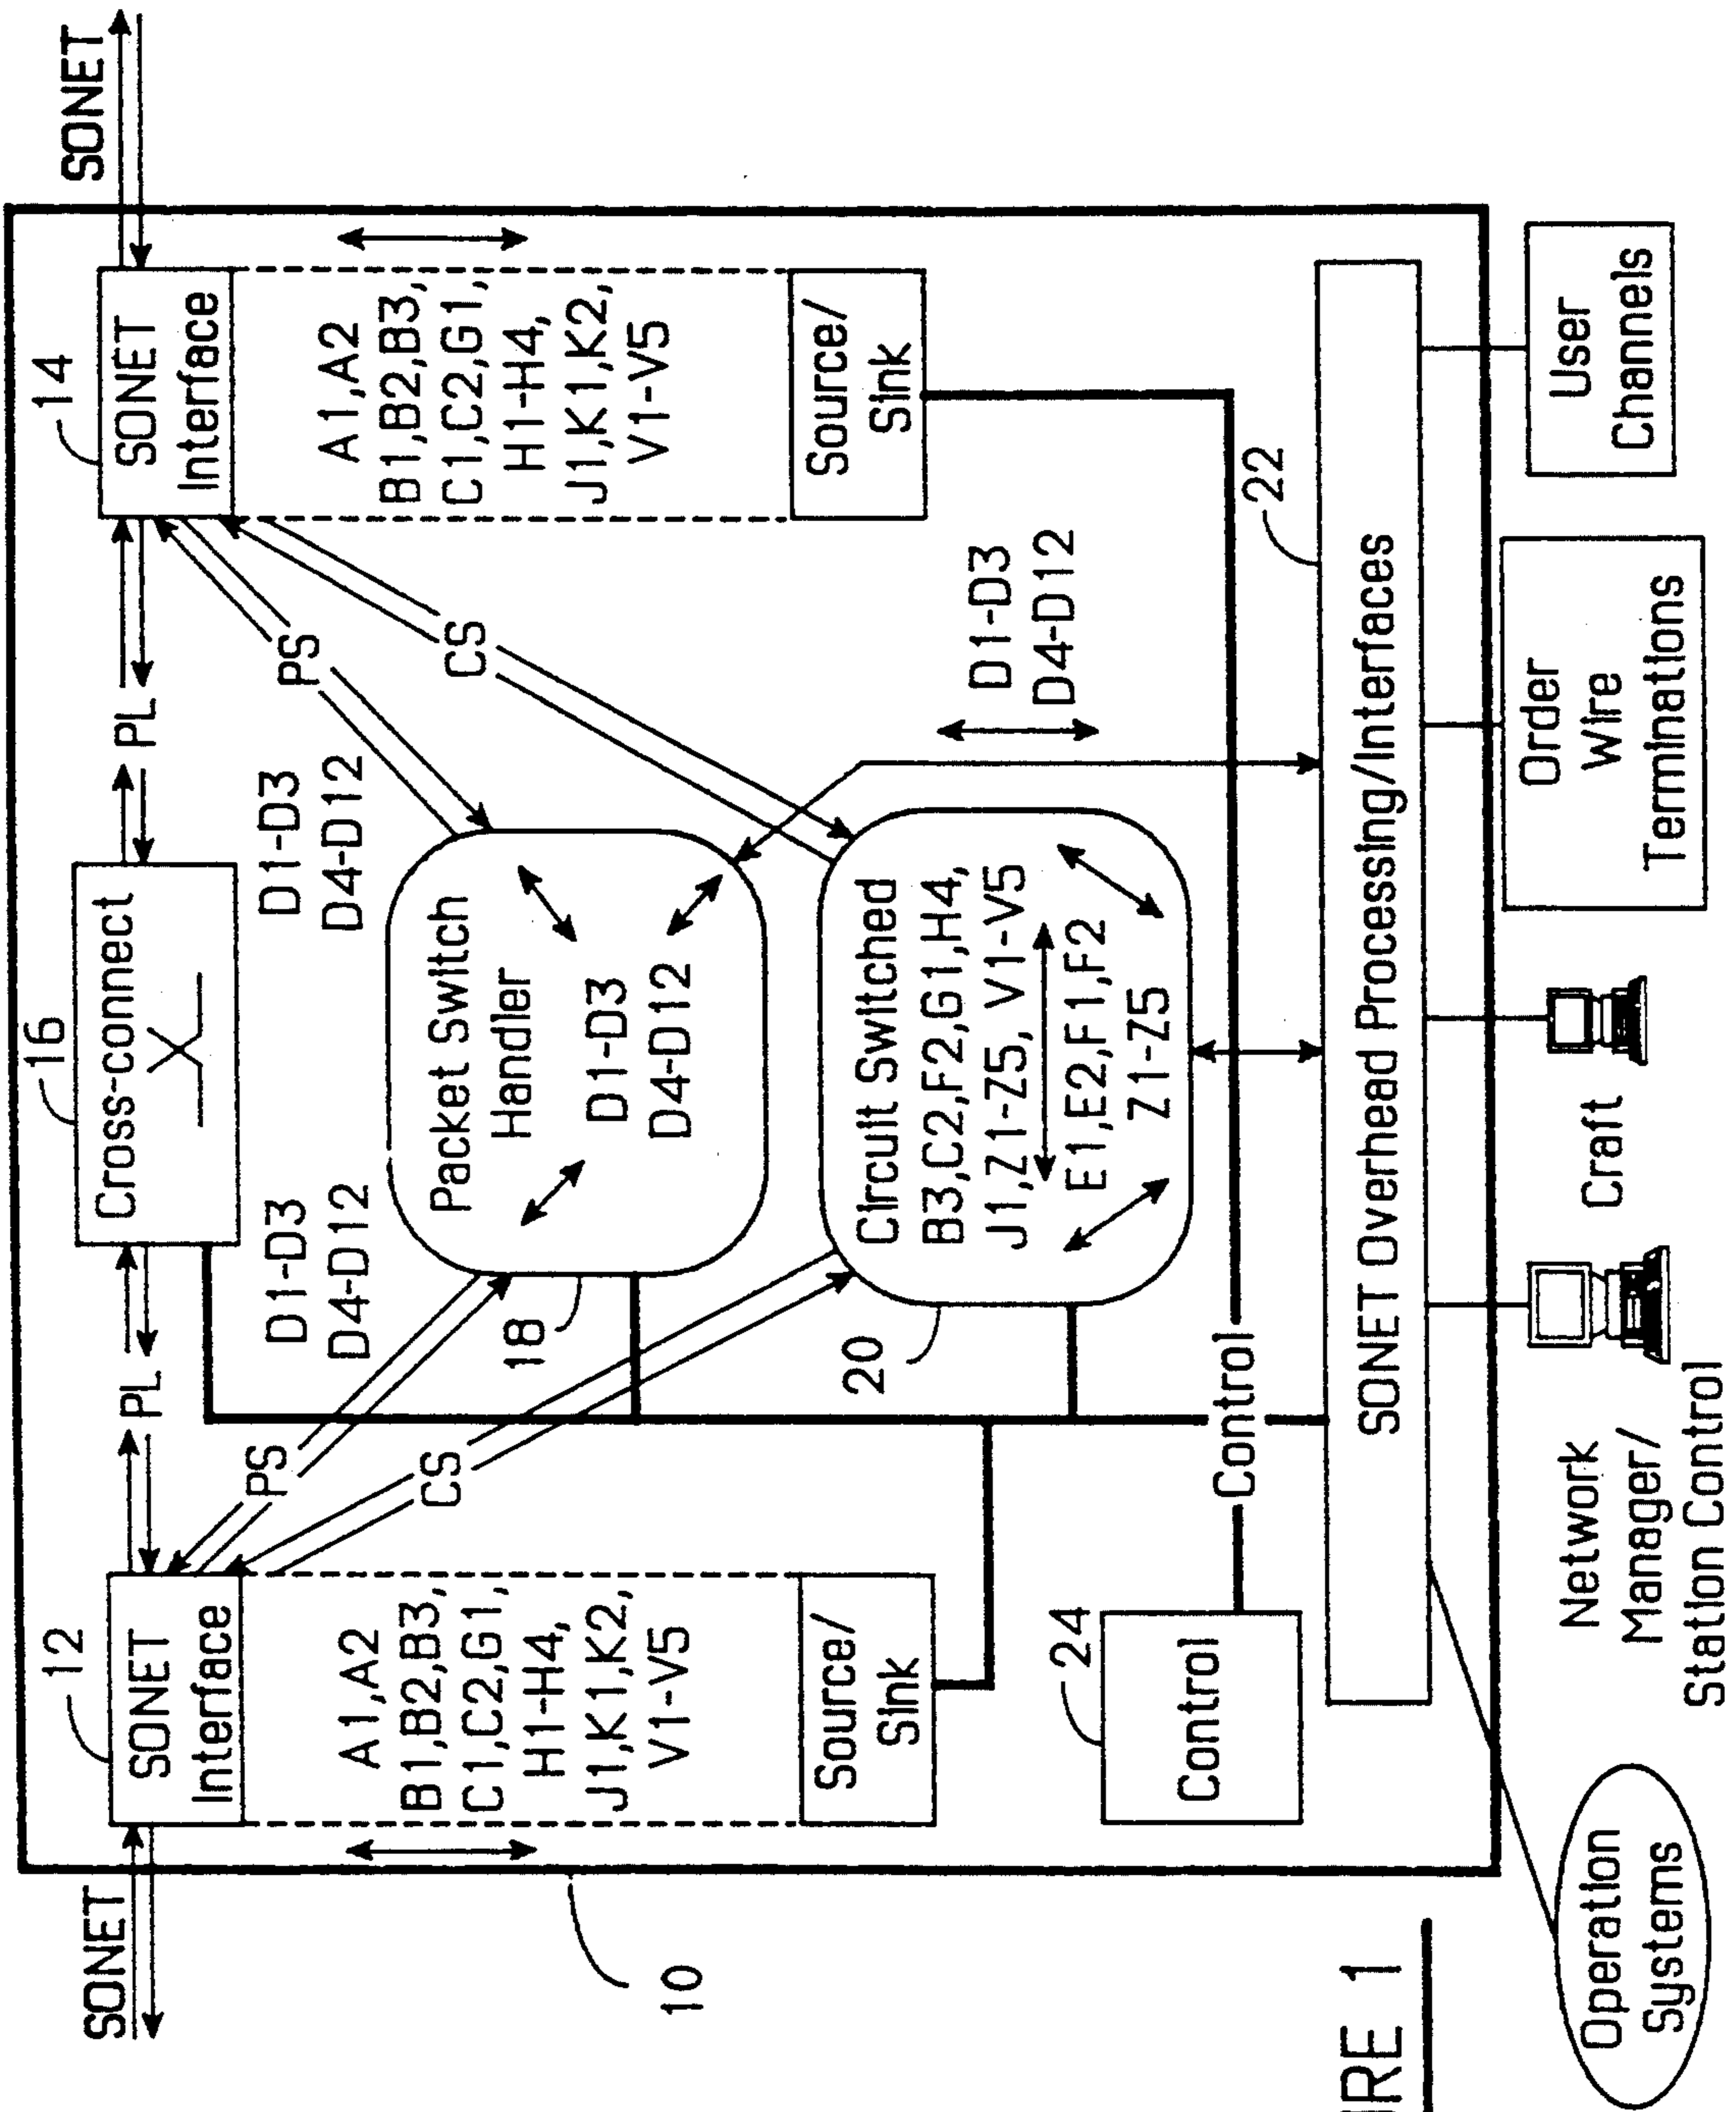 SONET
SONET
12
16
14
SONET
Interface
PL
Cross-connect
PL
SONET
Interface
A1,A2
B1,B2,B3,
C1,C2,G1,
H1-H4,
J1,K1,K2,
V1-V5
Source/
Sink
PS
CS
D1-D3
D4-D12
D1-D3
D4-D12
PS
CS
A1,A2
B1,B2,B3,
C1,C2,G1,
H1-H4,
J1,K1,K2,
V1-V5
Source/
Sink
18
Packet Switch
Handler
D1-D3
D4-D12
20
Circuit Switched
B3,C2,F2,G1,H4,
J1,Z1-Z5, V1-V5
E1,E2,F1,F2
Z1-Z5
D1-D3
D4-D12
10
24
Control
Control
22
SONET Overhead Processing/Interfaces
Operation
Systems
Network
Manager/
Station Control
Craft
Order
Wire
Terminations
User
Channels
IRE 1